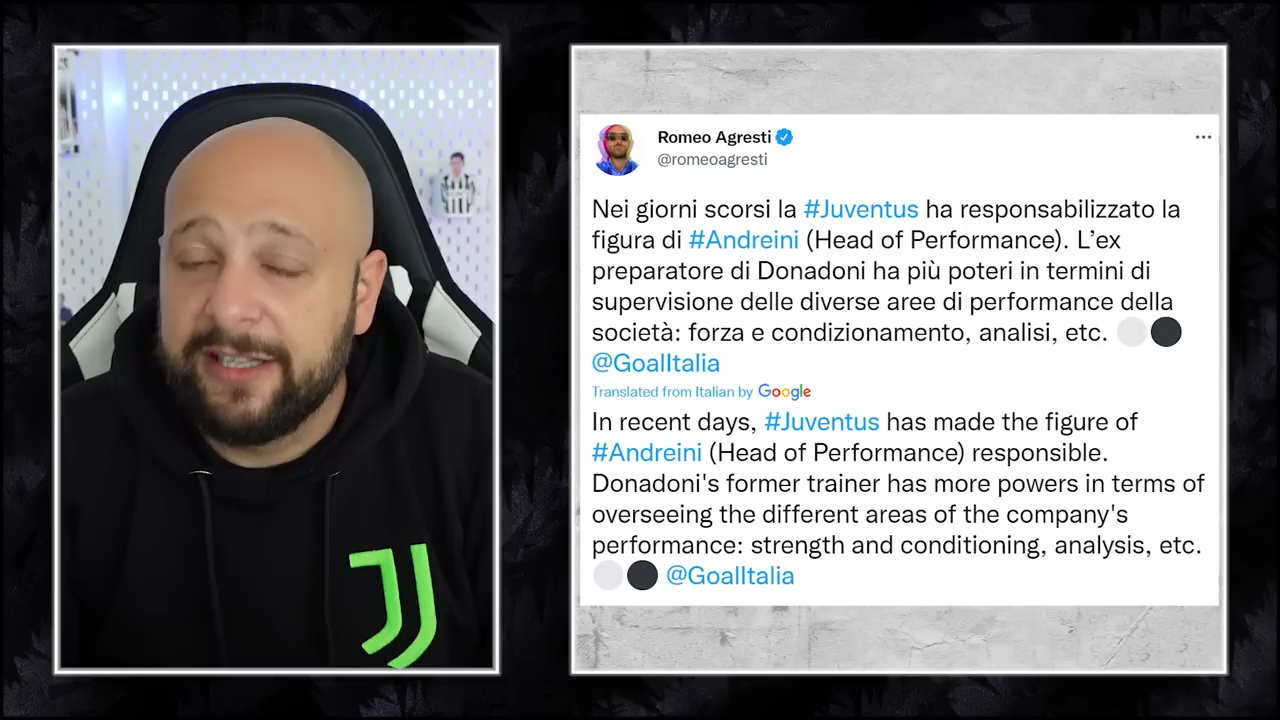 Romeo Agresti
@romeoagresti
Nei giorni scorsi la #Juventus ha responsabilizzato la
figura di #Andreini (Head of Performance). L’ex
preparatore di Donadoni ha più poteri in termini di
supervisione delle diverse aree di performance della
società: forza e condizionamento, analisi, etc.
@GoalItalia
Translated from Italian by Google
In recent days, #Juventus has made the figure of
#Andreini (Head of Performance) responsible.
Donadoni's former trainer has more powers in terms of
overseeing the different areas of the company's
performance: strength and conditioning, analysis, etc.
@GoalItalia